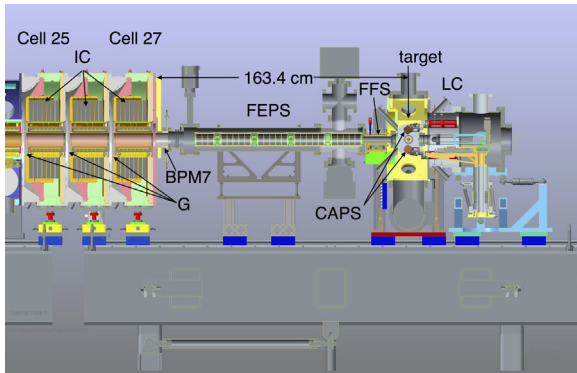 Cell 25
Cell 27
IC
163.4 cm
target
FEPS
FFS
LC
BPM7
G
CAPS